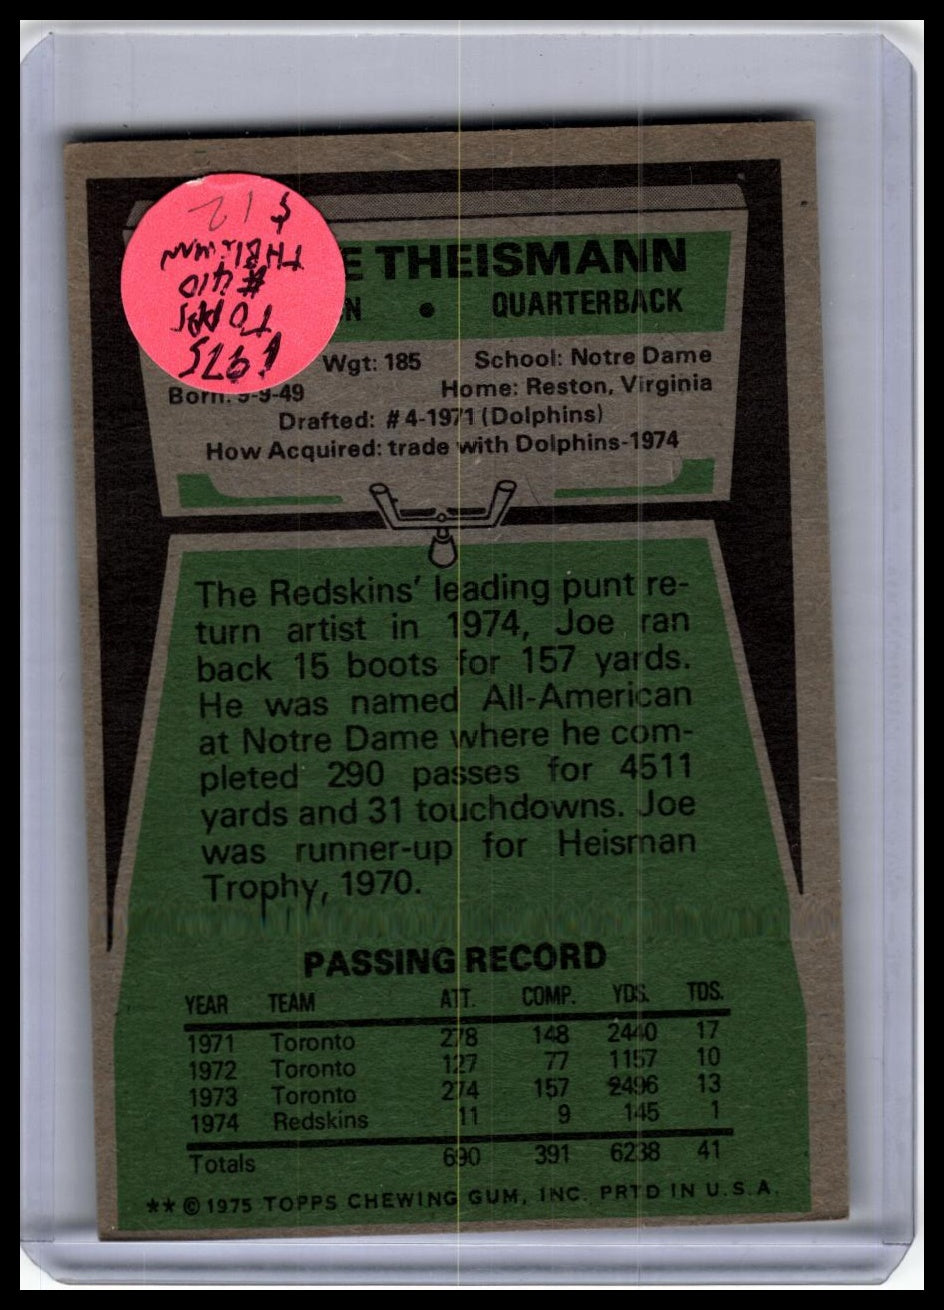 $12
THEISMANN
#410
TOPPS
1975
E THEISMANN
N • QUARTERBACK
Wgt: 185 School: Notre Dame
Born: 9-9-49 Home: Reston, Virginia
Drafted: #4-1971 (Dolphins)
How Acquired: trade with Dolphins-1974
The Redskins' leading punt re-
turn artist in 1974, Joe ran
back 15 boots for 157 yards.
He was named All-American
at Notre Dame where he com-
pleted 290 passes for 4511
yards and 31 touchdowns. Joe
was runner-up for Heisman
Trophy, 1970.
PASSING RECORD
YEAR TEAM ATT. COMP. YDS. TDS.
1971 Toronto 278 148 2440 17
1972 Toronto 127 77 1157 10
1973 Toronto 274 157 2496 13
1974 Redskins 11 9 145 1
Totals 690 391 6238 41
** © 1975 TOPPS CHEWING GUM, INC. PRTD IN U.S.A.